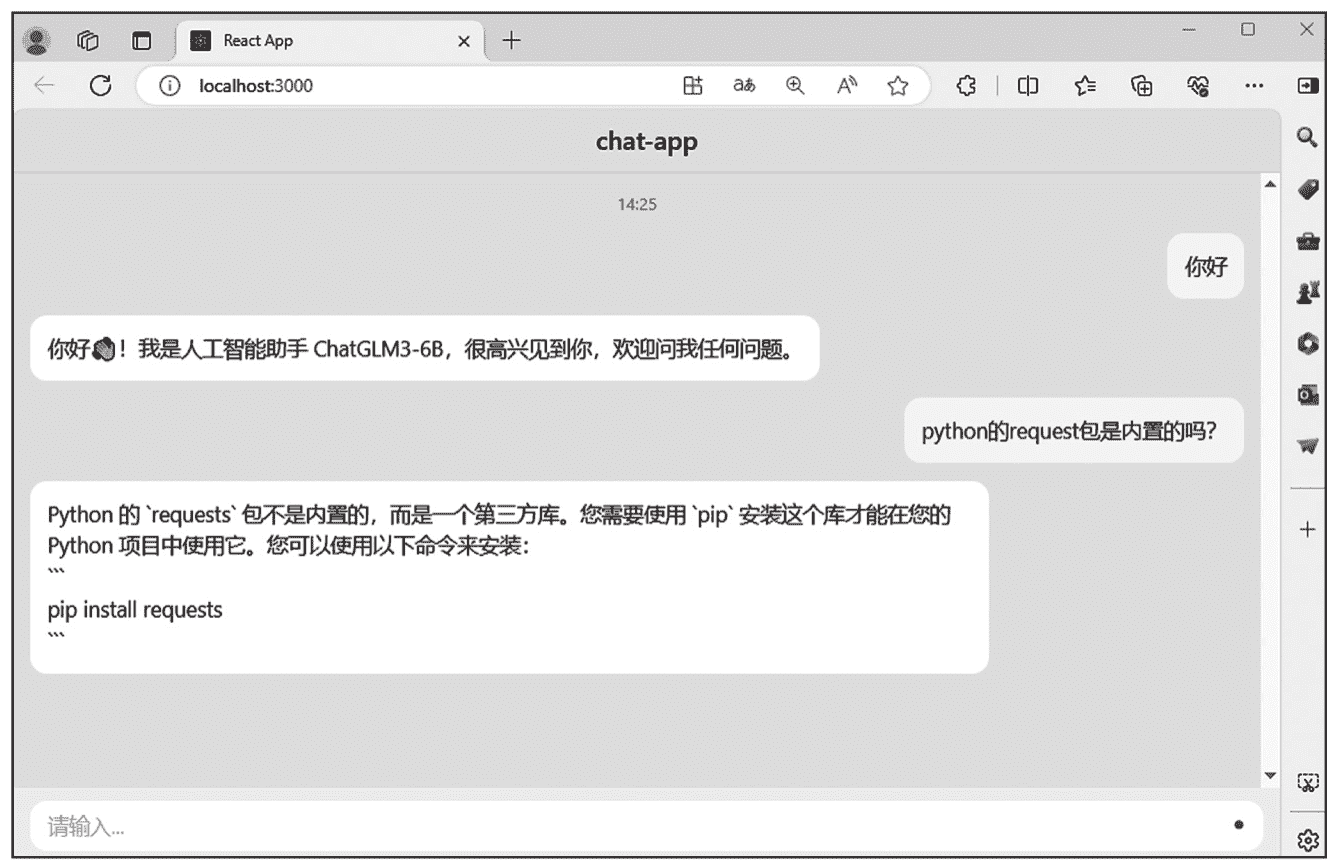 React App
localhost:3000
chat-app
14:25
你好
你好👋！我是人工智能助手 ChatGLM3-6B，很高兴见到你，欢迎问我任何问题。
python的request包是内置的吗？
Python 的 `requests` 包不是内置的，而是一个第三方库。您需要使用 `pip` 安装这个库才能在您的
Python 项目中使用它。您可以使用以下命令来安装：
```
pip install requests
```
请输入...